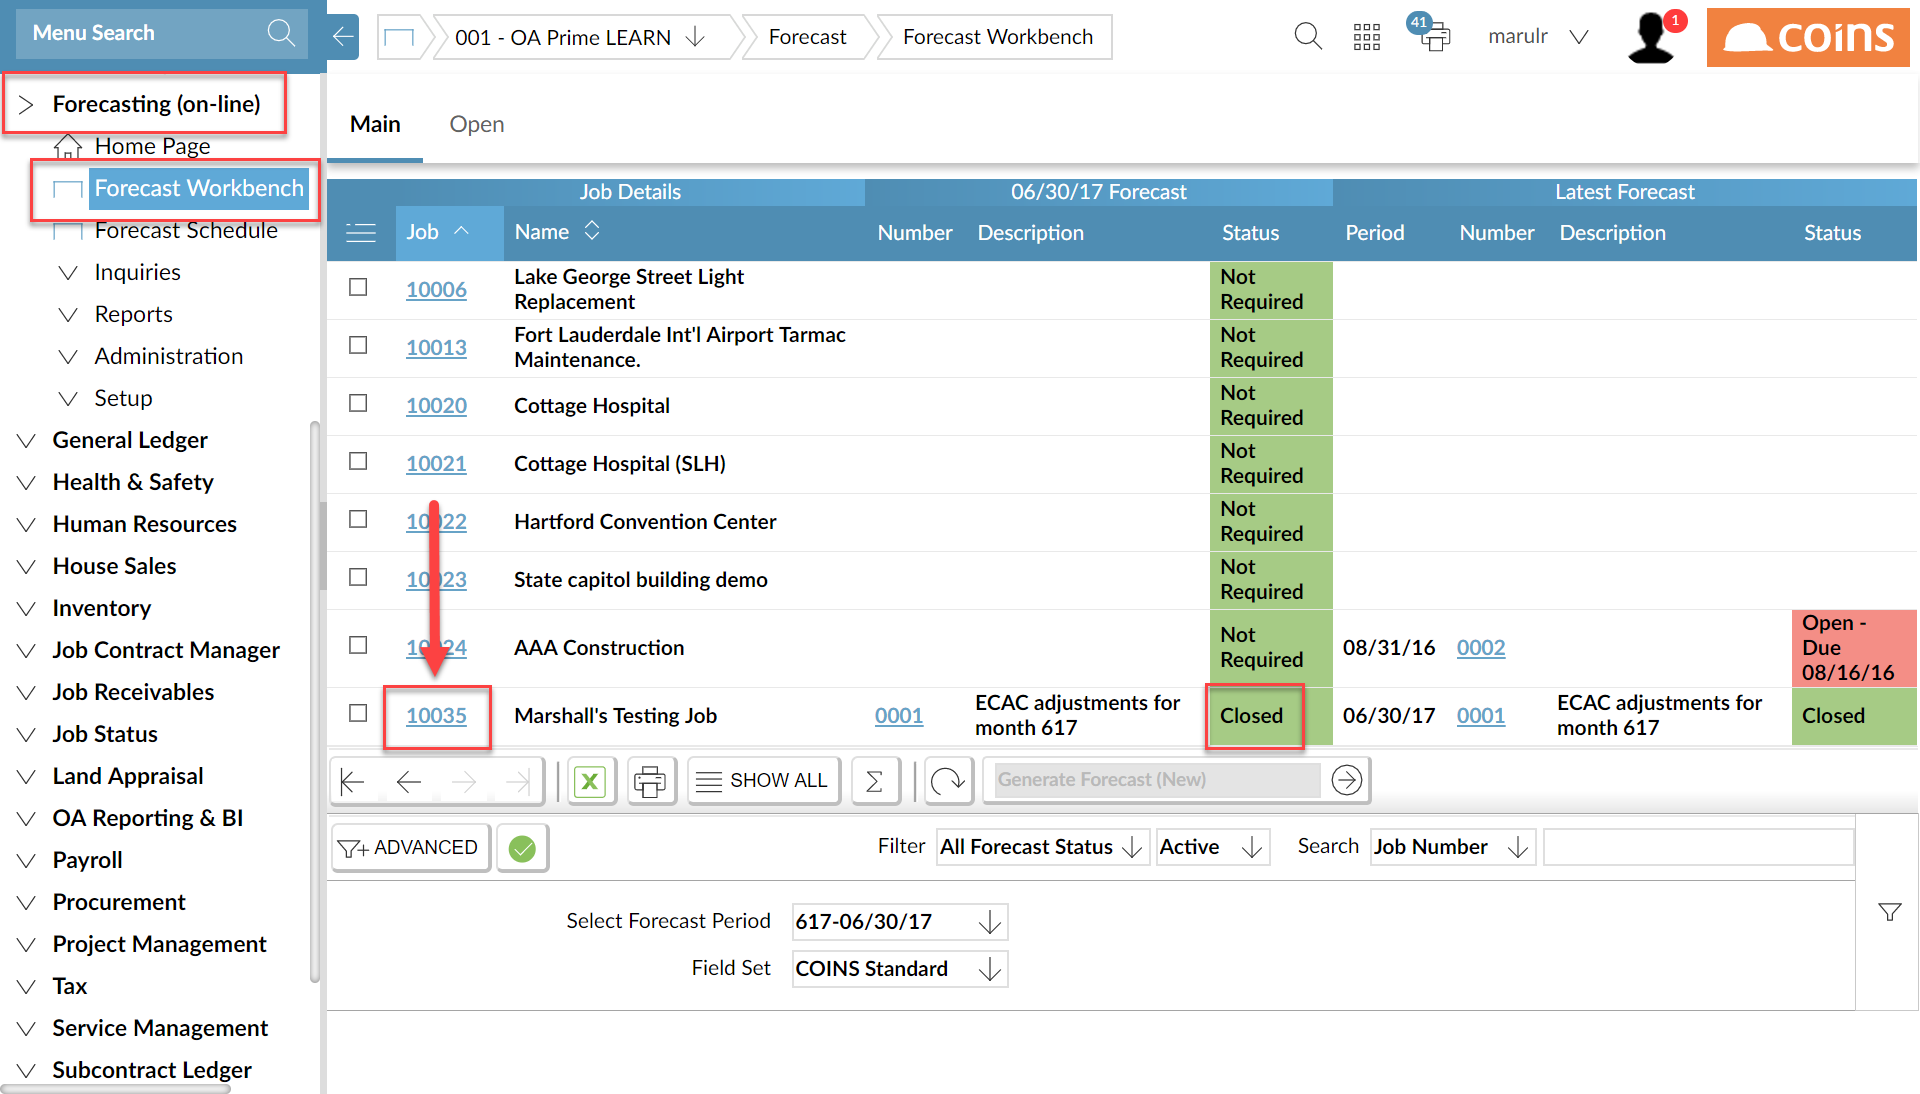 Menu Search
001 - OA Prime LEARN
Forecast
Forecast Workbench
41
marulr
1
coins
Forecasting (on-line)
Home Page
Forecast Workbench
Forecast Schedule
Inquiries
Reports
Administration
Setup
General Ledger
Health & Safety
Human Resources
House Sales
Inventory
Job Contract Manager
Job Receivables
Job Status
Land Appraisal
OA Reporting & BI
Payroll
Procurement
Project Management
Tax
Service Management
Subcontract Ledger
Main Open
Job Details 06/30/17 Forecast Latest Forecast
Job Name Number Description Status Period Number Description Status
10006 Lake George Street Light Replacement Not Required
10013 Fort Lauderdale Int'l Airport Tarmac Maintenance. Not Required
10020 Cottage Hospital Not Required
10021 Cottage Hospital (SLH) Not Required
10022 Hartford Convention Center Not Required
10023 State capitol building demo Not Required
10024 AAA Construction Not Required 08/31/16 0002 Open - Due 08/16/16
10035 Marshall's Testing Job 0001 ECAC adjustments for month 617 Closed 06/30/17 0001 ECAC adjustments for month 617 Closed
X SHOW ALL Σ Generate Forecast (New)
ADVANCED Filter All Forecast Status Active Search Job Number
Select Forecast Period 617-06/30/17
Field Set COINS Standard